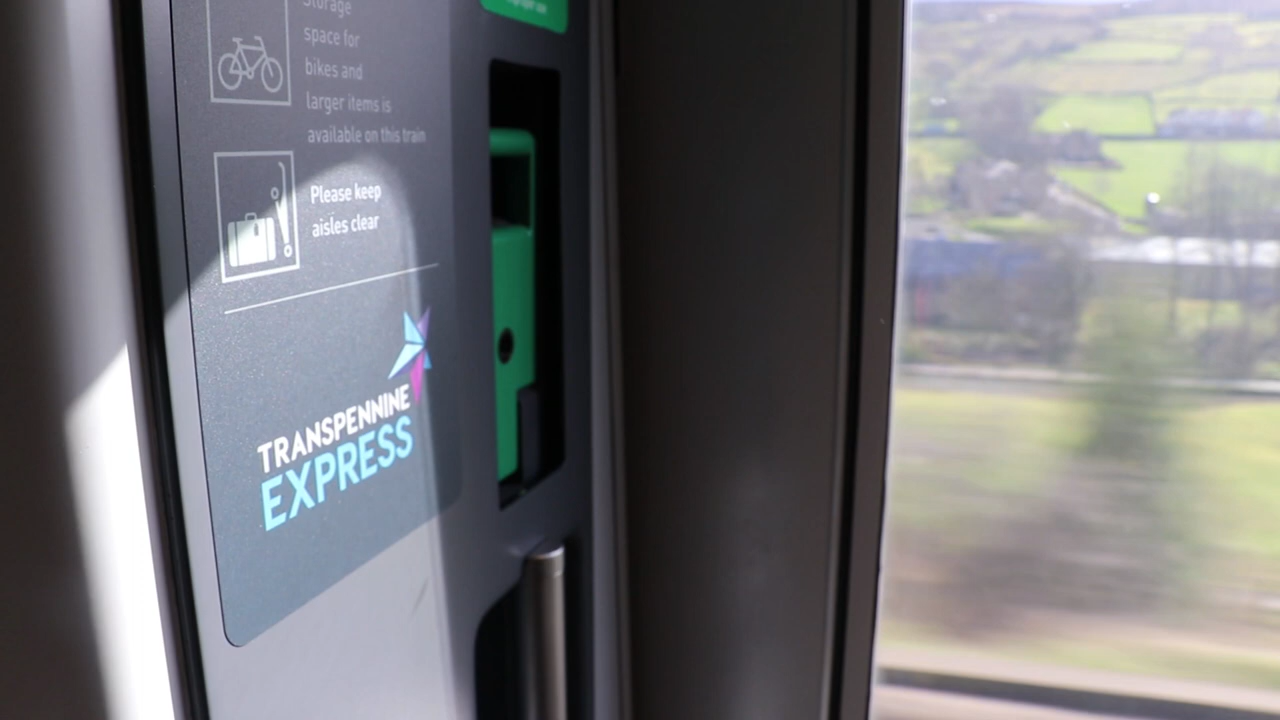 Storage
space for
bikes and
larger items is
available on this train
Please keep
aisles clear
TRANSPENNINE
EXPRESS